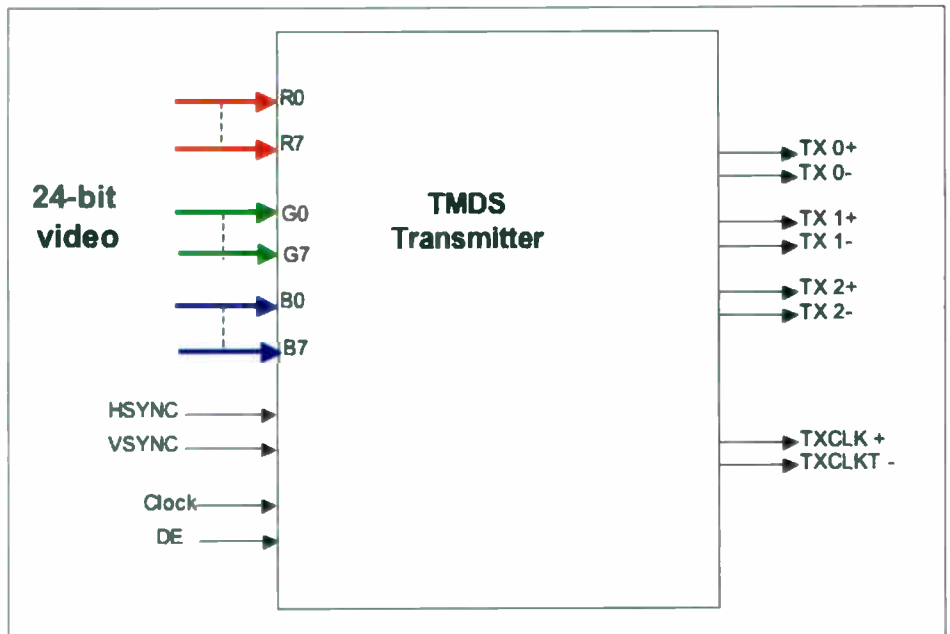 R0
R7
24-bit
video
G0
G7
B0
B7
HSYNC
VSYNC
Clock
DE
TMDS
Transmitter
TX 0+
TX 0-
TX 1+
TX 1-
TX 2+
TX 2-
TXCLK +
TXCLKT -